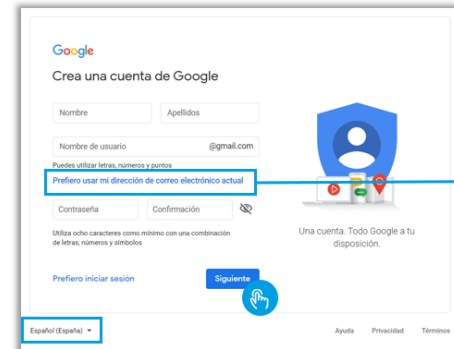 Google
Crea una cuenta de Google
Nombre
Apellidos
Nombre de usuario
@gmail.com
Puedes utilizar letras, números y puntos
Prefiero usar mi dirección de correo electrónico actual
Contraseña
Confirmación
Utiliza ocho caracteres como mínimo con una combinación
de letras, números y símbolos
Una cuenta. Todo Google a tu
disposición.
Prefiero iniciar sesión
Siguiente
Español (España)
Ayuda
Privacidad
Términos